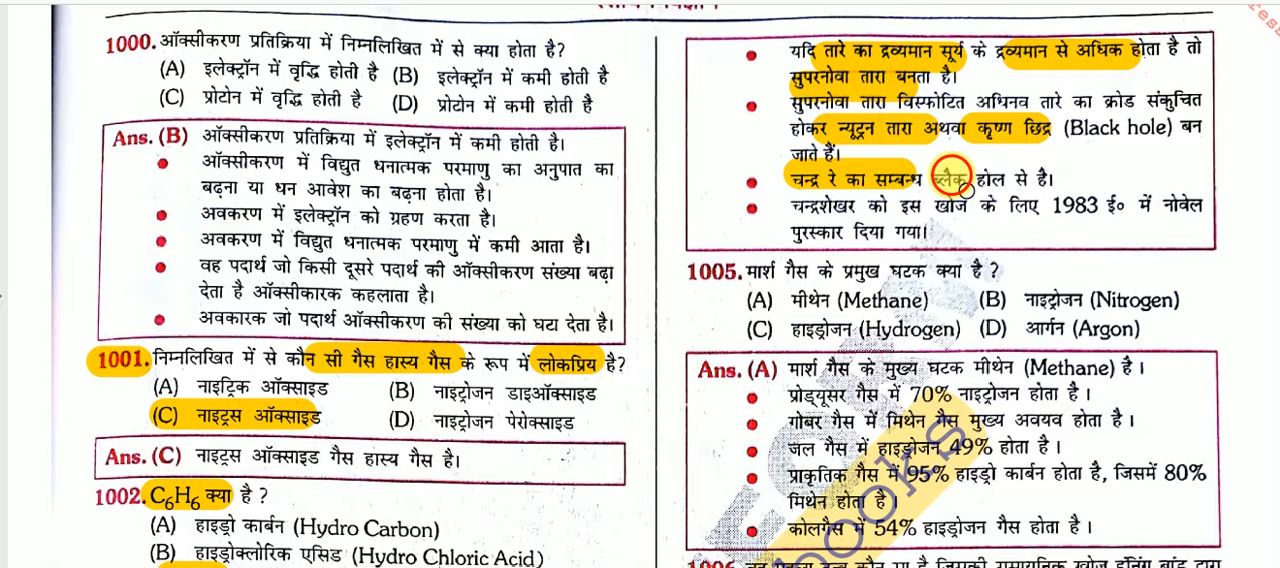 1000. ऑक्सीकरण प्रतिक्रिया में निम्नलिखित में से क्या होता है?
(A) इलेक्ट्रॉन में वृद्धि होती है (B) इलेक्ट्रॉन में कमी होती है
(C) प्रोटोन में वृद्धि होती है (D) प्रोटोन में कमी होती है
Ans. (B) ऑक्सीकरण प्रतिक्रिया में इलेक्ट्रॉन में कमी होती है।
ऑक्सीकरण में विद्युत धनात्मक परमाणु का अनुपात का
बढ़ना या धन आवेश का बढ़ना होता है।
अवकरण में इलेक्ट्रॉन को ग्रहण करता है।
अवकरण में विद्युत धनात्मक परमाणु में कमी आता है।
वह पदार्थ जो किसी दूसरे पदार्थ की ऑक्सीकरण संख्या बढ़ा
देता है ऑक्सीकारक कहलाता है।
अवकारक जो पदार्थ ऑक्सीकरण की संख्या को घटा देता है।
1001. निम्नलिखित में से कौन सी गैस हास्य गैस के रूप में लोकप्रिय है?
(A) नाइट्रिक ऑक्साइड (B) नाइट्रोजन डाइऑक्साइड
(C) नाइट्रस ऑक्साइड (D) नाइट्रोजन पेरोक्साइड
Ans. (C) नाइट्रस ऑक्साइड गैस हास्य गैस है।
1002. C₆H₆ क्या है ?
(A) हाइड्रो कार्बन (Hydro Carbon)
(B) हाइड्रोक्लोरिक एसिड (Hydro Chloric Acid)
यदि तारे का द्रव्यमान सूर्य के द्रव्यमान से अधिक होता है तो
सुपरनोवा तारा बनता है।
सुपरनोवा तारा विस्फोटित अधिनव तारे का क्रोड संकुचित
होकर न्यूट्रन तारा अथवा कृष्ण छिद्र (Black hole) बन
जाते हैं।
चन्द्र रे का सम्बन्ध ब्लैक होल से है।
चन्द्रशेखर को इस खोज के लिए 1983 ई० में नोवेल
पुरस्कार दिया गया।
1005. मार्श गैस के प्रमुख घटक क्या है ?
(A) मीथेन (Methane) (B) नाइट्रोजन (Nitrogen)
(C) हाइड्रोजन (Hydrogen) (D) आर्गन (Argon)
Ans. (A) मार्श गैस के मुख्य घटक मीथेन (Methane) है।
प्रोड्यूसर गैस में 70% नाइट्रोजन होता है।
गोबर गैस में मिथेन गैस मुख्य अवयव होता है।
जल गैस में हाइड्रोजन 49% होता है।
प्राकृतिक गैस में 95% हाइड्रो कार्बन होता है, जिसमें 80%
मिथेन होता है।
कोलगैस में 54% हाइड्रोजन गैस होता है।
books